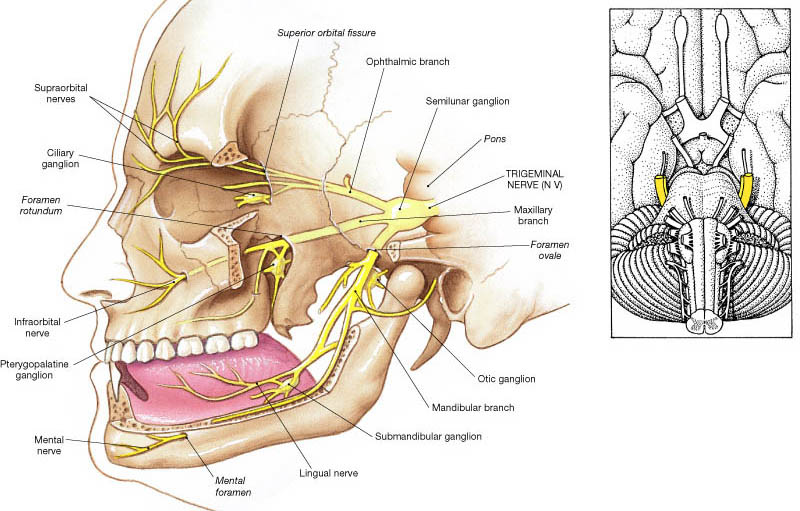 Superior orbital fissure
Ophthalmic branch
Supraorbital
nerves
Semilunar ganglion
Pons
Ciliary
ganglion
TRIGEMINAL
NERVE (N V)
Foramen
rotundum
Maxillary
branch
Foramen
ovale
Infraorbital
nerve
Pterygopalatine
ganglion
Otic ganglion
Mandibular branch
Mental
nerve
Submandibular ganglion
Lingual nerve
Mental
foramen